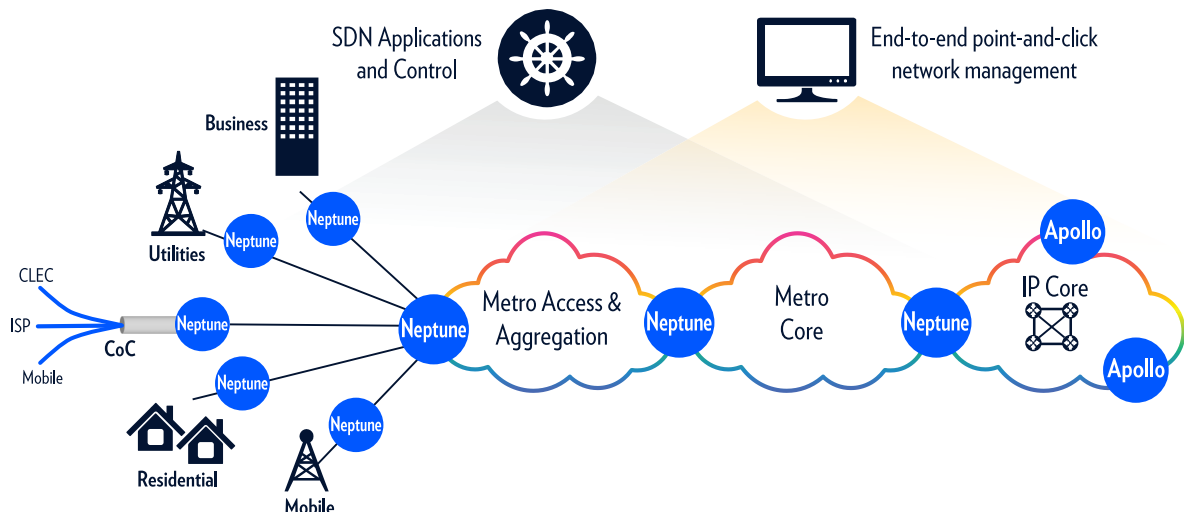 SDN Applications
and Control
End-to-end point-and-click
network management
Business
Neptune
Utilities
Neptune
CLEC
ISP
Mobile
CoC
Neptune
Neptune
Residential
Neptune
Mobile
Neptune
Metro Access &
Aggregation
Neptune
Metro
Core
Neptune
Apollo
IP Core
Apollo